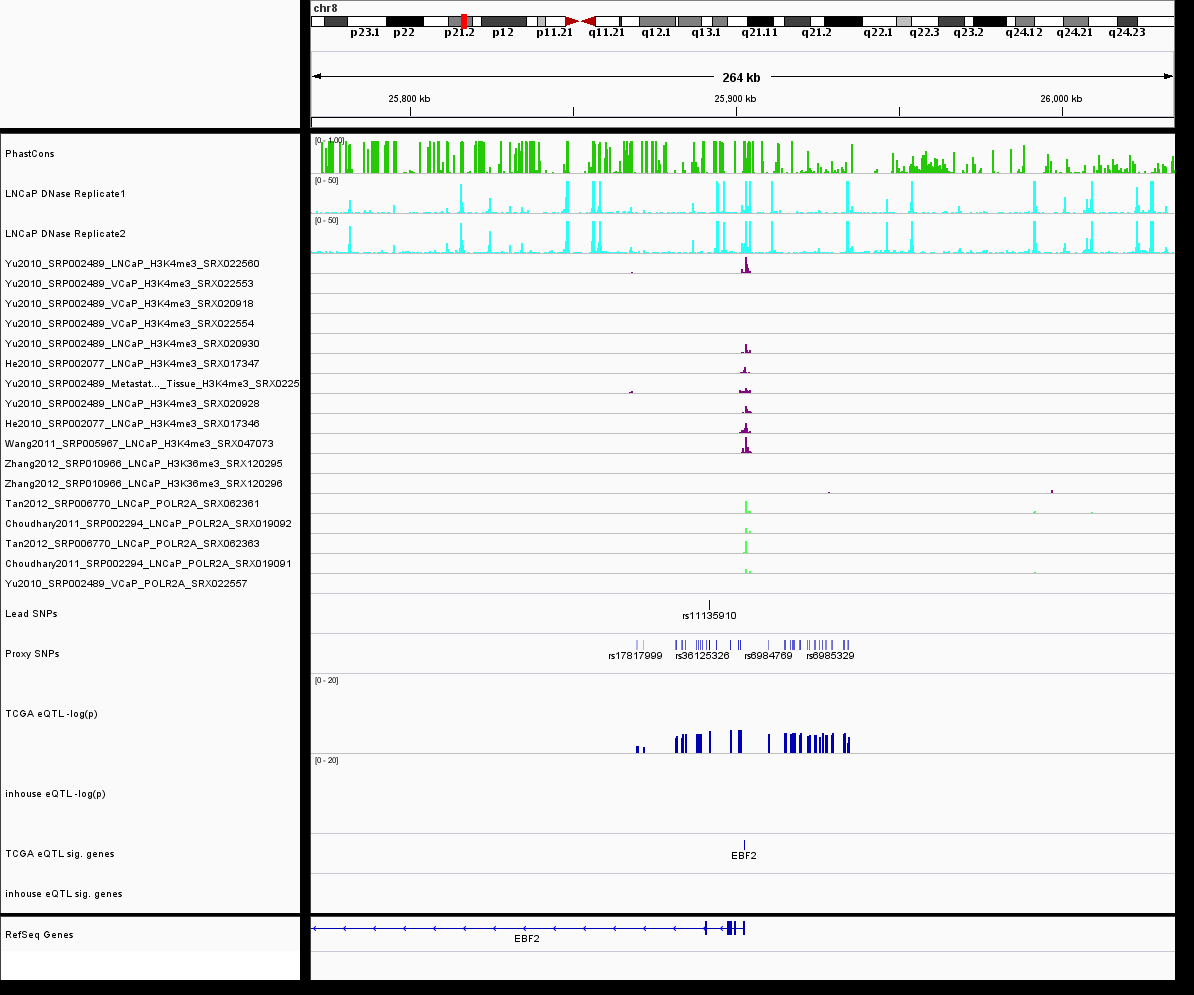 chr8
p23.1 p22 p21.2 p12 p11.21 q11.21 q12.1 q13.1 q21.11 q21.2 q22.1 q22.3 q23.2 q24.12 q24.21 q24.23
264 kb
25,800 kb 25,900 kb 26,000 kb
[0 - 1.00]
PhastCons
[0 - 50]
LNCaP DNase Replicate1
[0 - 50]
LNCaP DNase Replicate2
Yu2010_SRP002489_LNCaP_H3K4me3_SRX022560
Yu2010_SRP002489_VCaP_H3K4me3_SRX022553
Yu2010_SRP002489_VCaP_H3K4me3_SRX020918
Yu2010_SRP002489_VCaP_H3K4me3_SRX022554
Yu2010_SRP002489_LNCaP_H3K4me3_SRX020930
He2010_SRP002077_LNCaP_H3K4me3_SRX017347
Yu2010_SRP002489_Metastat..._Tissue_H3K4me3_SRX0225
Yu2010_SRP002489_LNCaP_H3K4me3_SRX020928
He2010_SRP002077_LNCaP_H3K4me3_SRX017346
Wang2011_SRP005967_LNCaP_H3K4me3_SRX047073
Zhang2012_SRP010966_LNCaP_H3K36me3_SRX120295
Zhang2012_SRP010966_LNCaP_H3K36me3_SRX120296
Tan2012_SRP006770_LNCaP_POLR2A_SRX062361
Choudhary2011_SRP002294_LNCaP_POLR2A_SRX019092
Tan2012_SRP006770_LNCaP_POLR2A_SRX062363
Choudhary2011_SRP002294_LNCaP_POLR2A_SRX019091
Yu2010_SRP002489_VCaP_POLR2A_SRX022557
Lead SNPs
rs11135910
Proxy SNPs
rs17817999 rs36125326 rs6984769 rs6985329
[0 - 20]
TCGA eQTL -log(p)
[0 - 20]
inhouse eQTL -log(p)
TCGA eQTL sig. genes
EBF2
inhouse eQTL sig. genes
RefSeq Genes
EBF2